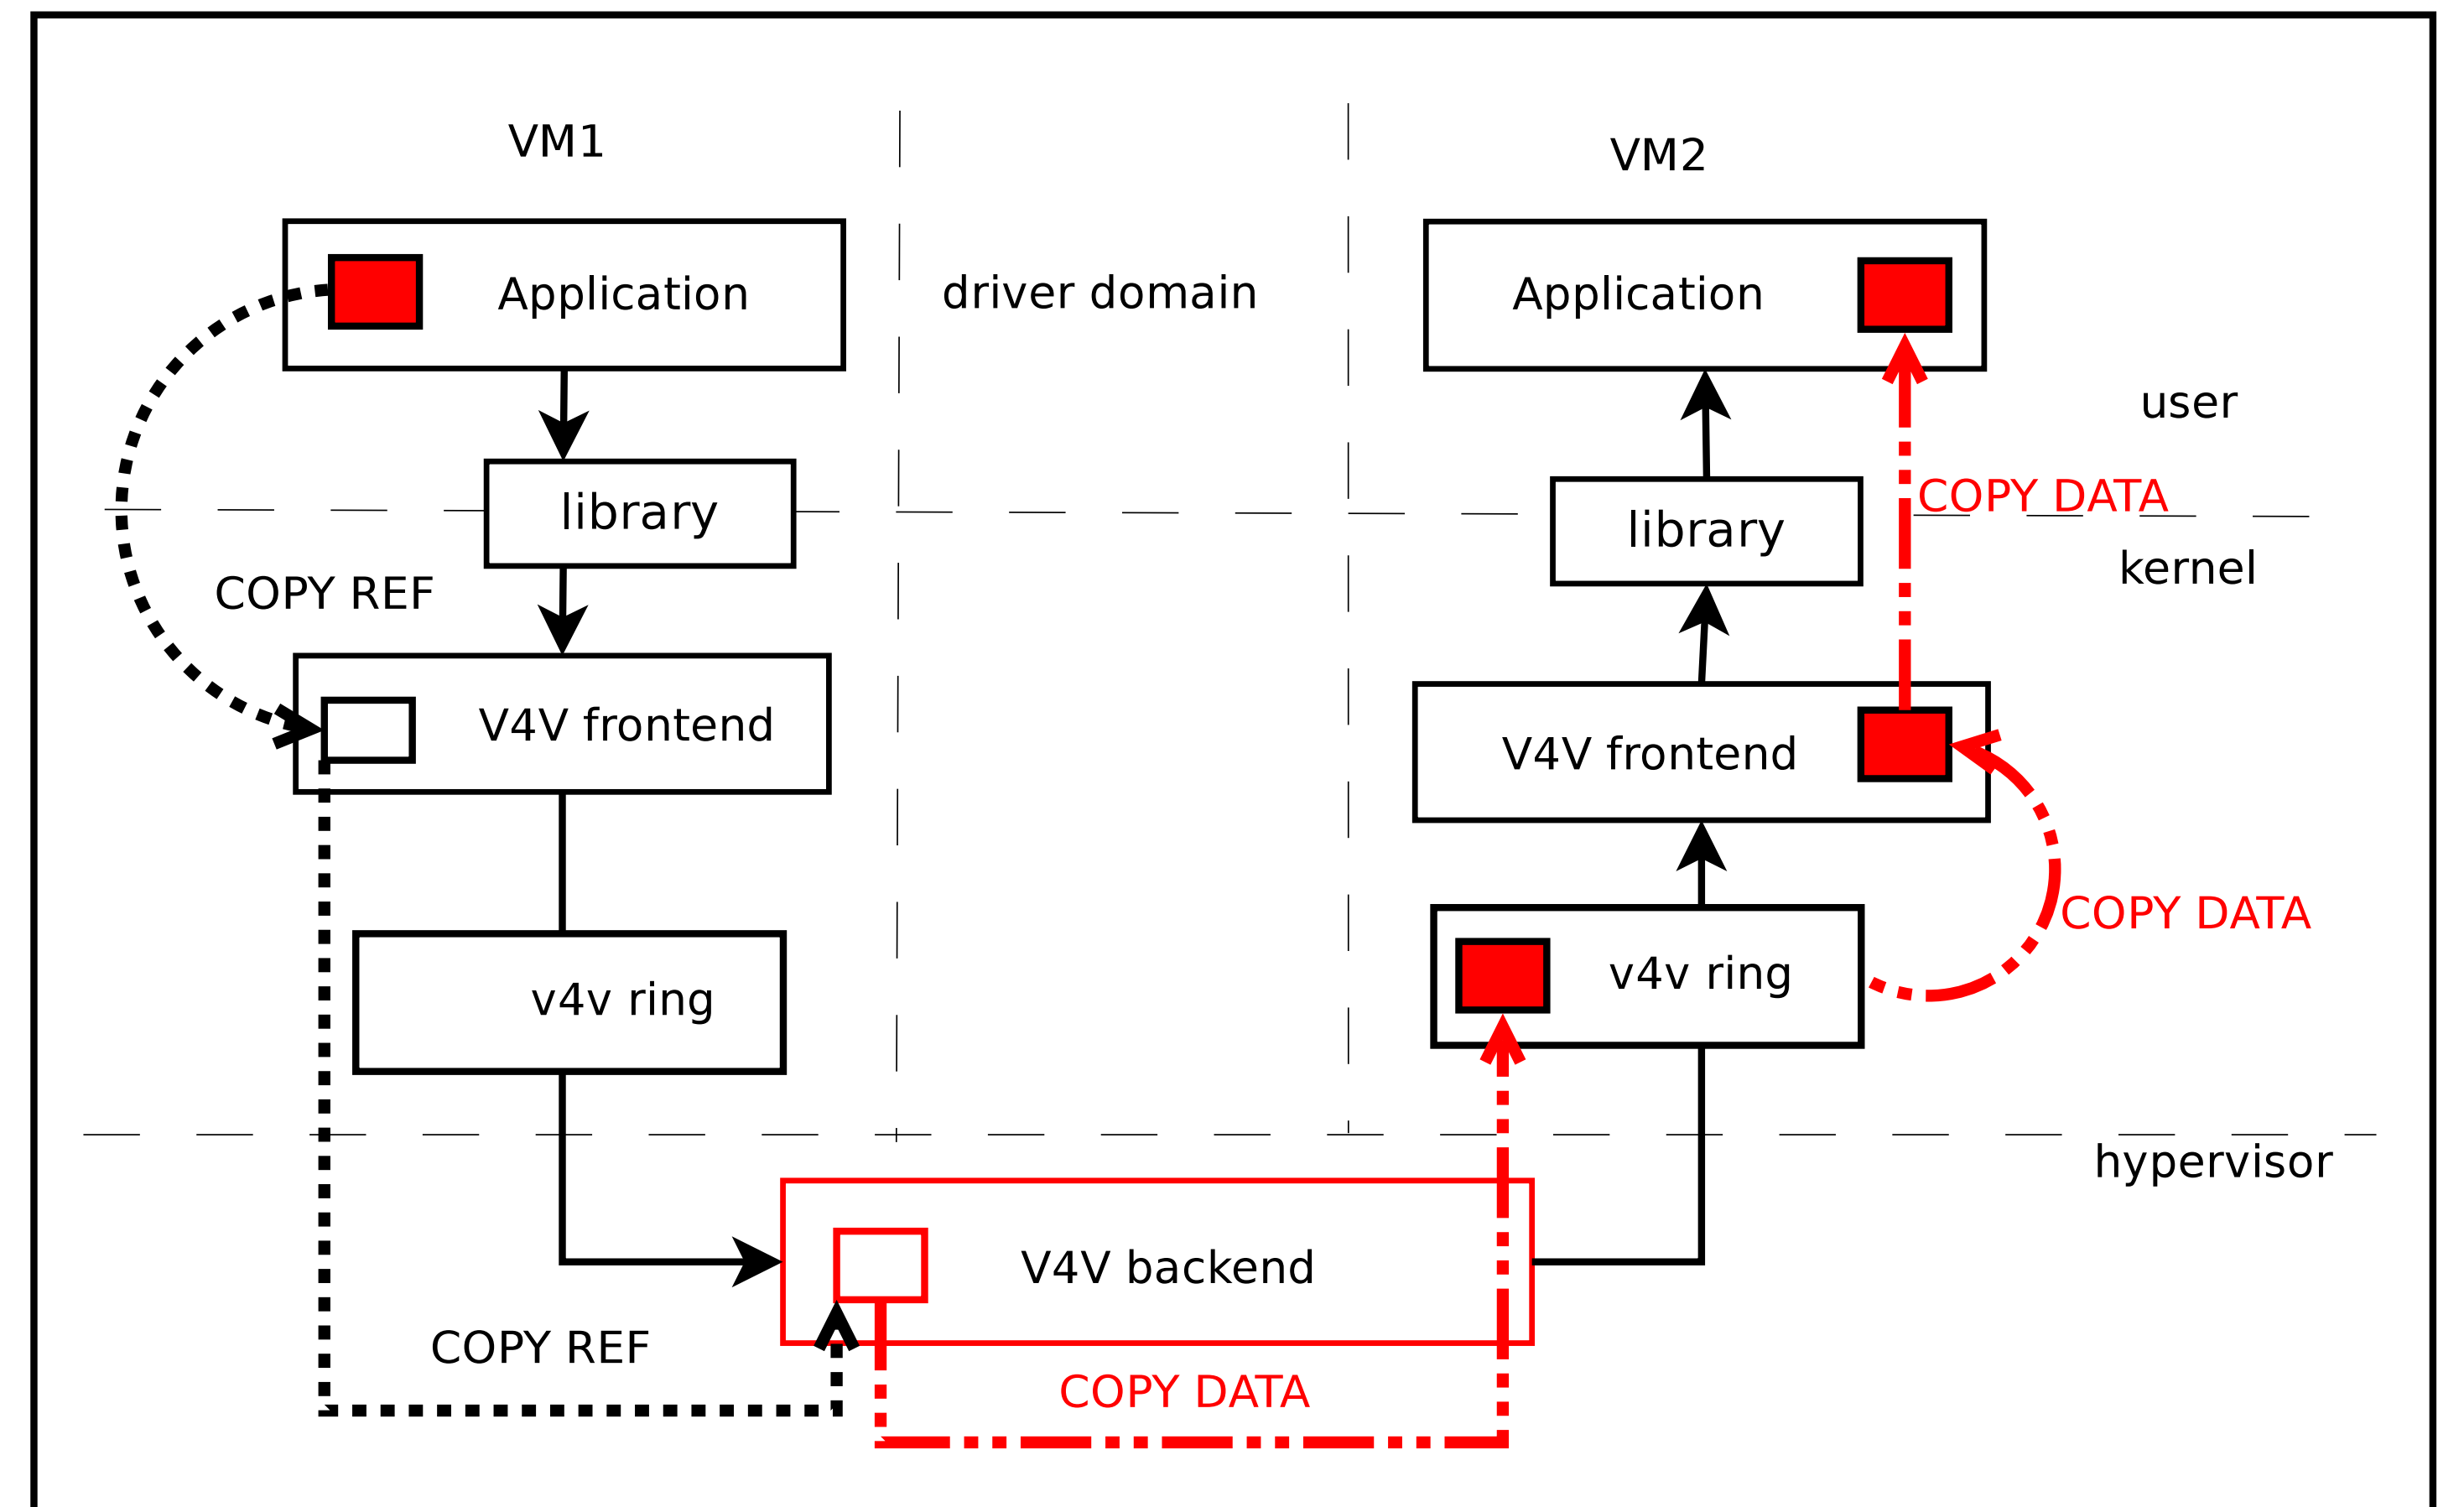 VM1
VM2
Application
driver domain
Application
user
COPY DATA
library
library
kernel
COPY REF
V4V frontend
V4V frontend
COPY DATA
v4v ring
v4v ring
hypervisor
V4V backend
COPY REF
COPY DATA